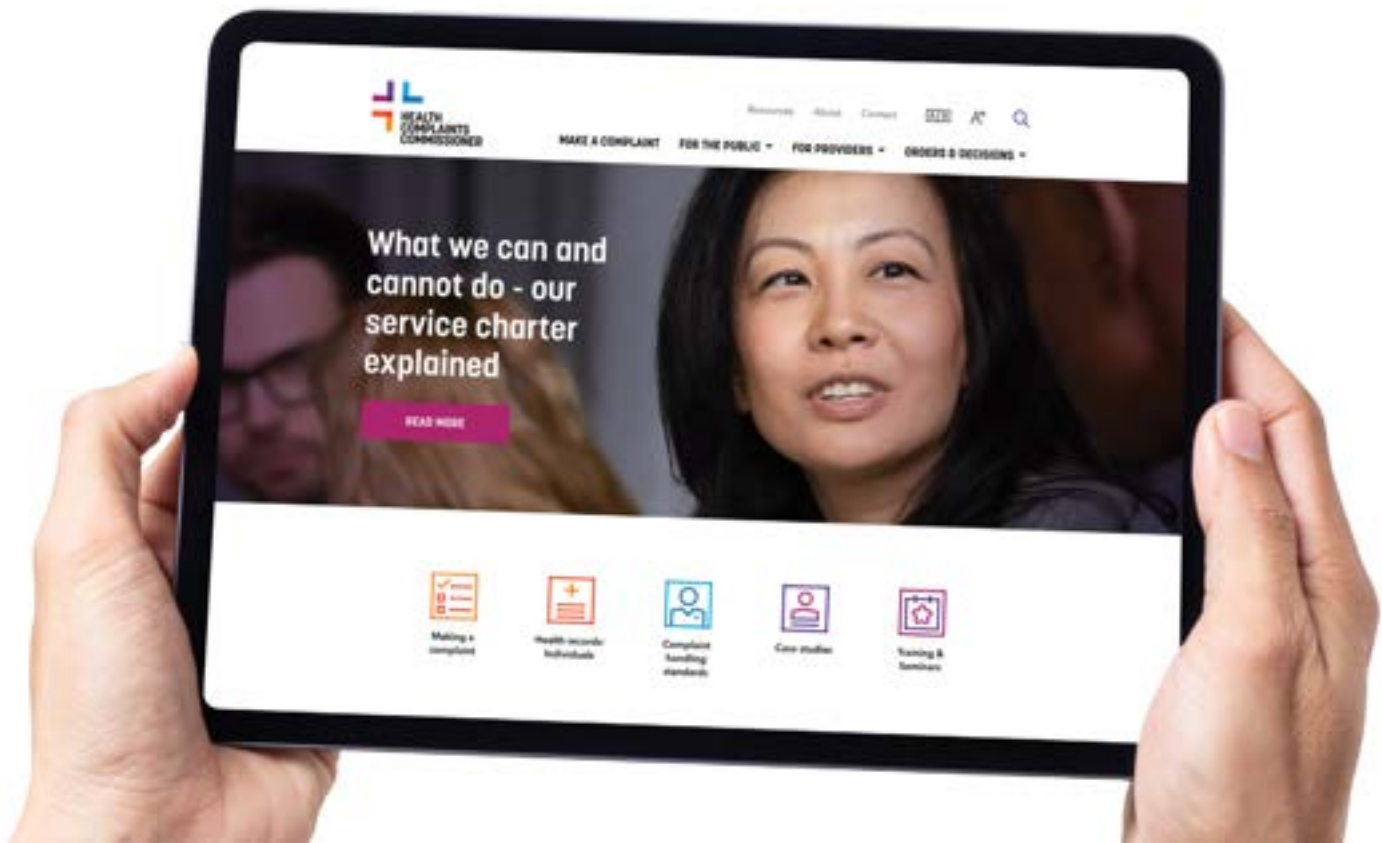 Resources About Contact
HEALTH
COMPLAINTS
COMMISSIONER
MAKE A COMPLAINT FOR THE PUBLIC FOR PROVIDERS ORDERS & DECISIONS
What we can and
cannot do - our
service charter
explained
READ MORE
Making a
complaint
Health records:
Individuals
Complaint
handling
standards
Case studies
Training &
Seminars